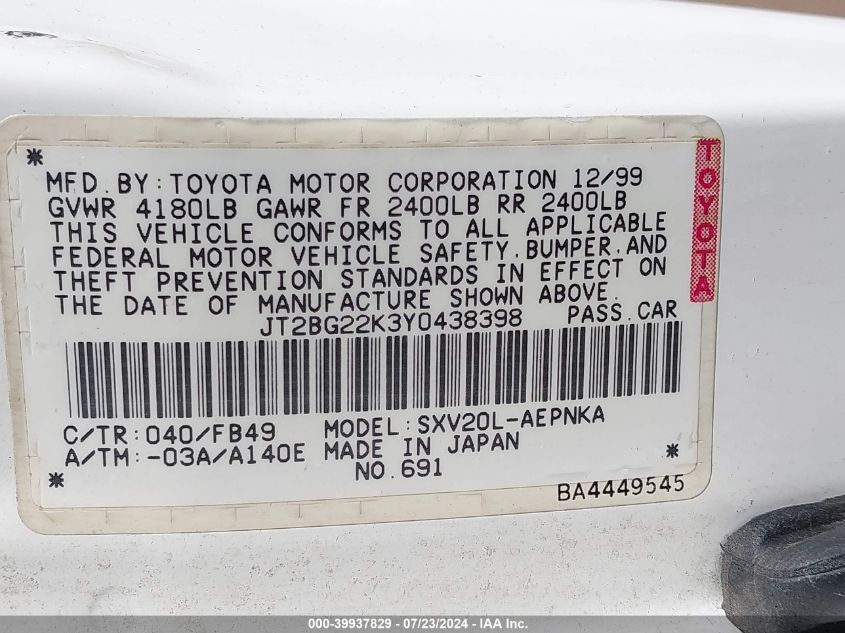 *
MFD.BY:TOYOTA MOTOR CORPORATION 12/99
GVWR 4180LB GAWR FR 2400LB RR 2400LB
THIS VEHICLE CONFORMS TO ALL APPLICABLE
FEDERAL MOTOR VEHICLE SAFETY,BUMPER,AND
THEFT PREVENTION STANDARDS IN EFFECT ON
THE DATE OF MANUFACTURE SHOWN ABOVE.
JT2BG22K3Y0438398 PASS.CAR
TOYOTA
C/TR:040/FB49 MODEL:SXV20L-AEPNKA
A/TM:-03A/A140E MADE IN JAPAN *
* NO.691
BA4449545
000-39937829 - 07/23/2024 - IAA Inc.